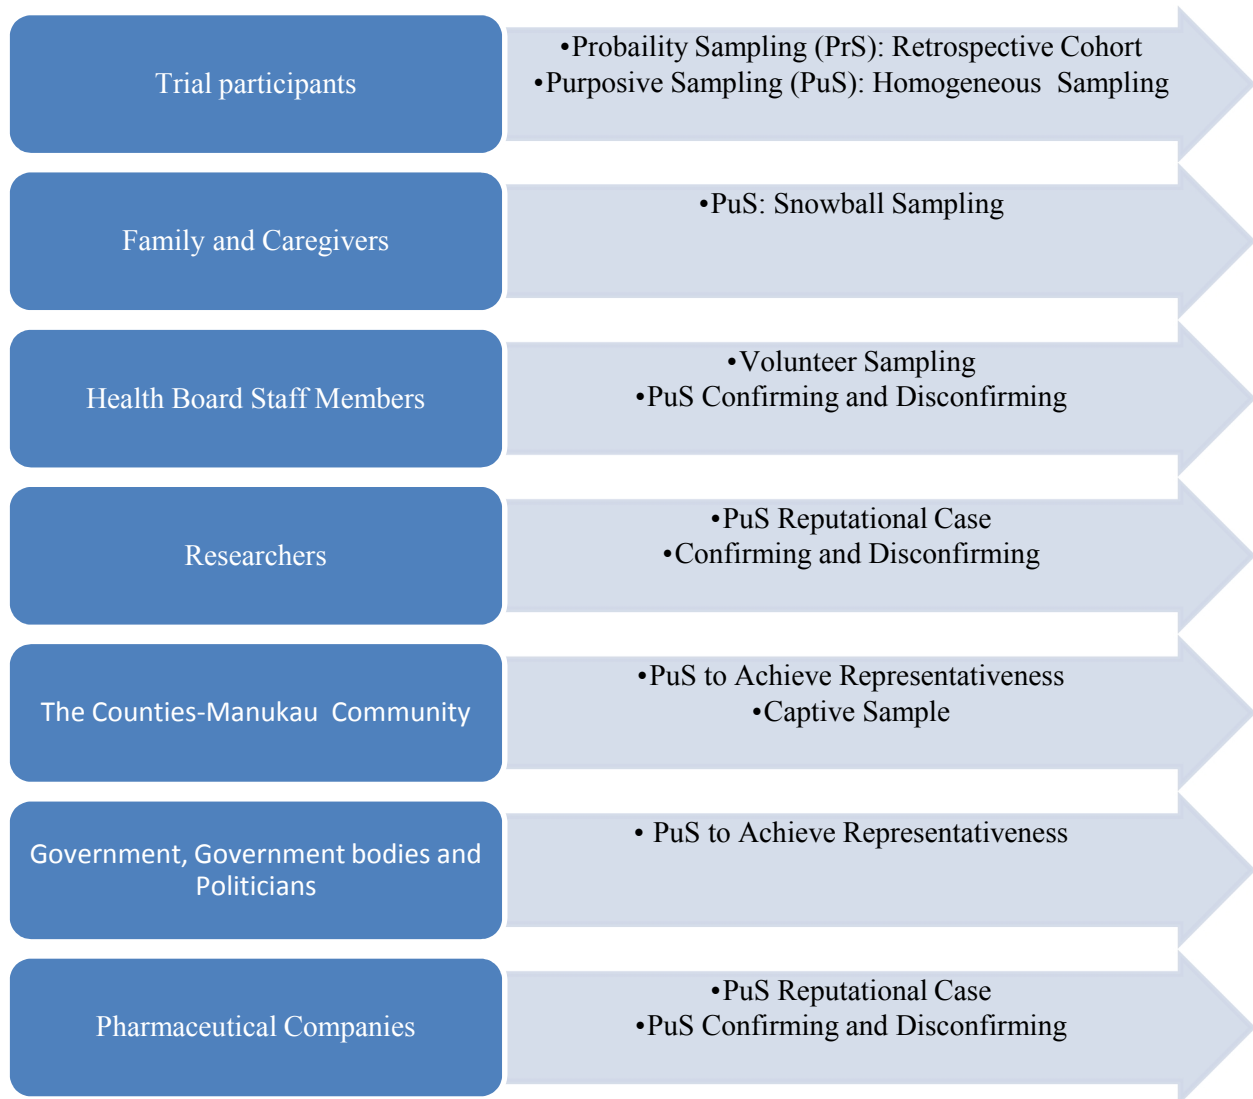 Trial participants
•Probaility Sampling (PrS): Retrospective Cohort
•Purposive Sampling (PuS): Homogeneous Sampling
Family and Caregivers
•PuS: Snowball Sampling
Health Board Staff Members
•Volunteer Sampling
•PuS Confirming and Disconfirming
Researchers
•PuS Reputational Case
•Confirming and Disconfirming
The Counties-Manukau Community
•PuS to Achieve Representativeness
•Captive Sample
Government, Government bodies and
Politicians
• PuS to Achieve Representativeness
Pharmaceutical Companies
•PuS Reputational Case
•PuS Confirming and Disconfirming